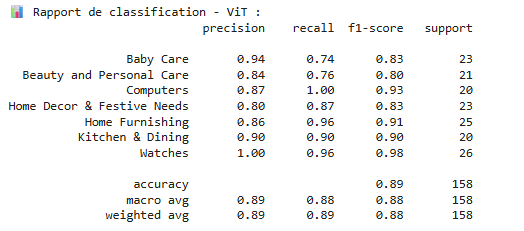 📊 Rapport de classification - ViT :
precision recall f1-score support
Baby Care 0.94 0.74 0.83 23
Beauty and Personal Care 0.84 0.76 0.80 21
Computers 0.87 1.00 0.93 20
Home Decor & Festive Needs 0.80 0.87 0.83 23
Home Furnishing 0.86 0.96 0.91 25
Kitchen & Dining 0.90 0.90 0.90 20
Watches 1.00 0.96 0.98 26
accuracy 0.89 158
macro avg 0.89 0.88 0.88 158
weighted avg 0.89 0.89 0.88 158